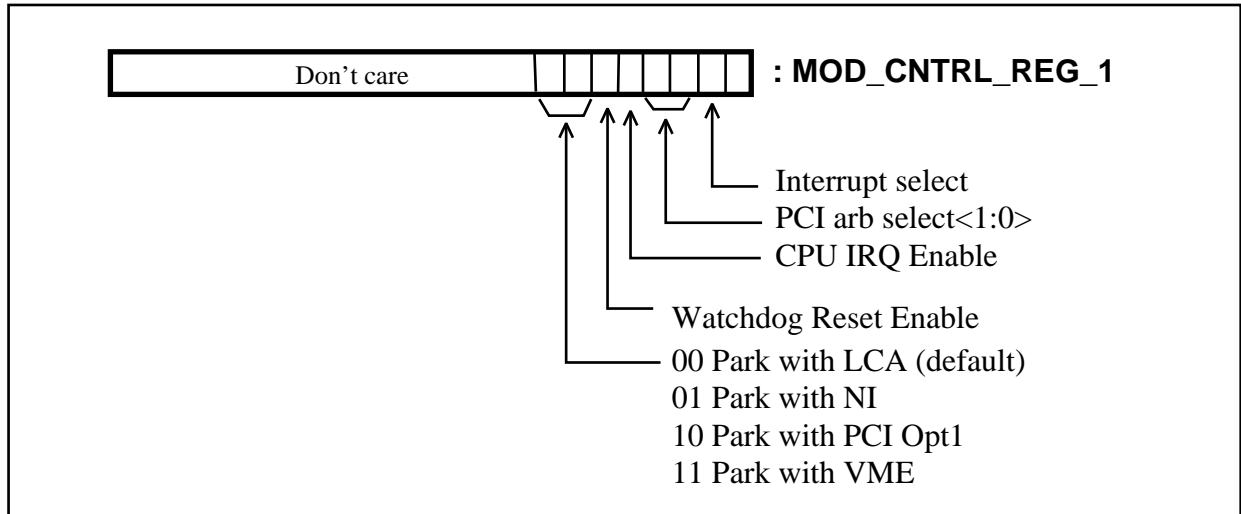 Don't care
: MOD_CNTRL_REG_1
Interrupt select
PCI arb select<1:0>
CPU IRQ Enable
Watchdog Reset Enable
00 Park with LCA (default)
01 Park with NI
10 Park with PCI Opt1
11 Park with VME